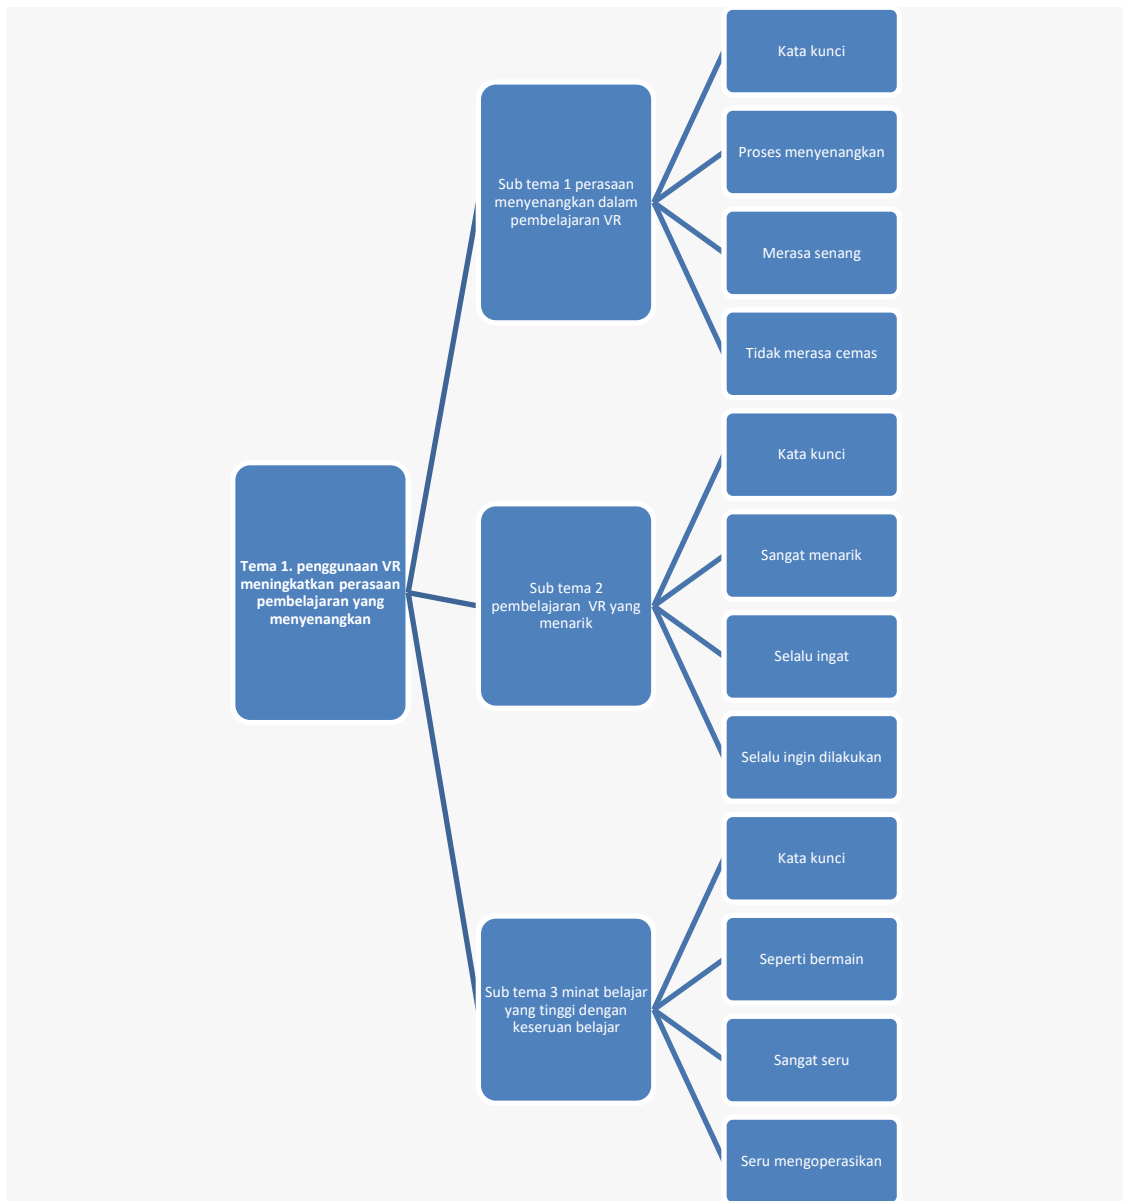 Tema 1. penggunaan VR
meningkatkan perasaan
pembelajaran yang
menyenangkan
Sub tema 1 perasaan
menyenangkan dalam
pembelajaran VR
Kata kunci
Proses menyenangkan
Merasa senang
Tidak merasa cemas
Sub tema 2
pembelajaran  VR yang
menarik
Kata kunci
Sangat menarik
Selalu ingat
Selalu ingin dilakukan
Sub tema 3 minat belajar
yang tinggi dengan
keseruan belajar
Kata kunci
Seperti bermain
Sangat seru
Seru mengoperasikan